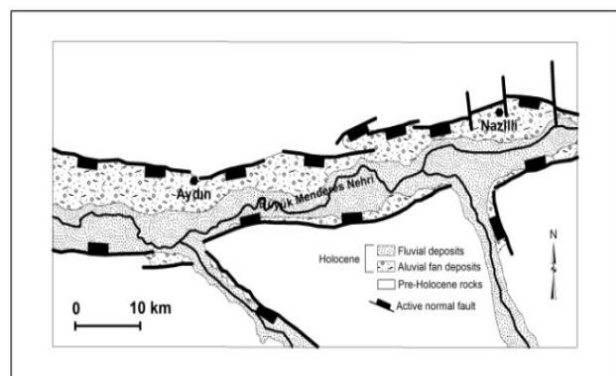 Nazilli
Aydın
Büyük Menderes Nehri
N
Holocene
Fluvial deposits
Aluvial fan deposits
Pre-Holocene rocks
Active normal fault
0 10 km